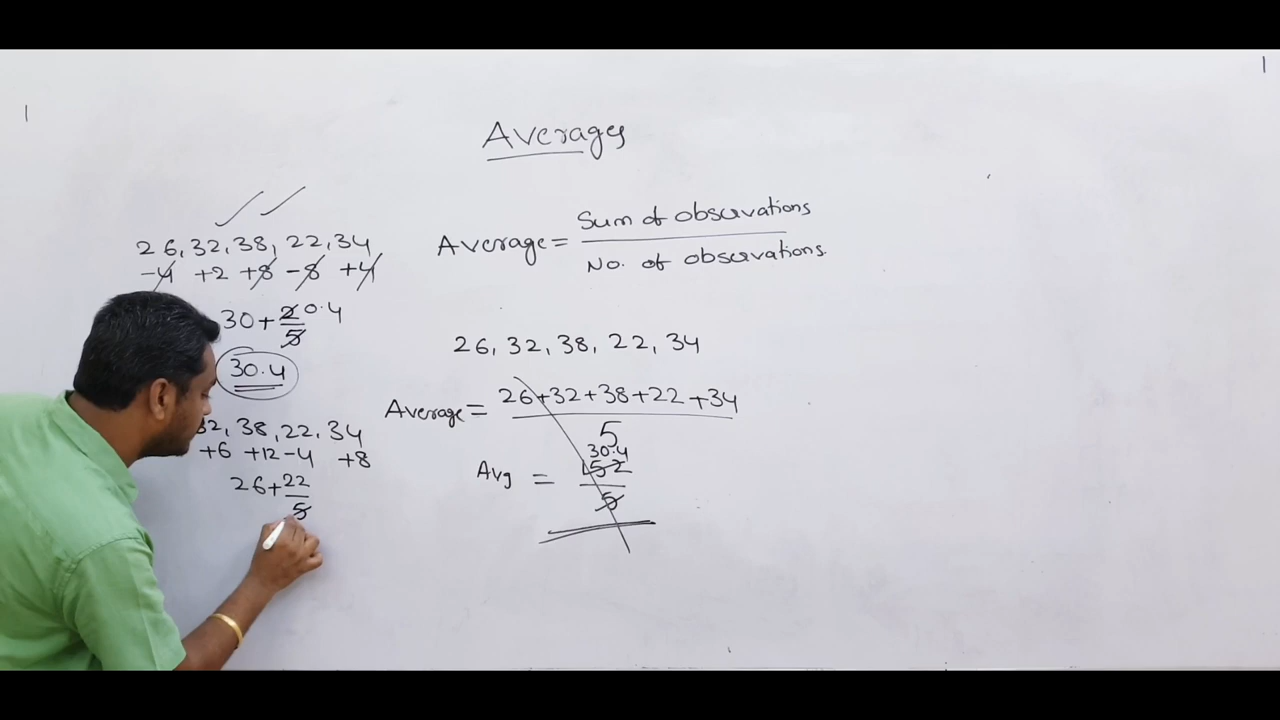 Averages
26, 32, 38, 22, 34
-4 +2 +8 -8 +4
30 + 2/5 0.4
30.4
32, 38, 22, 34
+6 +12 -4 +8
26 + 22/5
Average = Sum of observations
No. of observations
26, 32, 38, 22, 34
Average = 26+32+38+22+34
5
30.4
Avg = 152
5